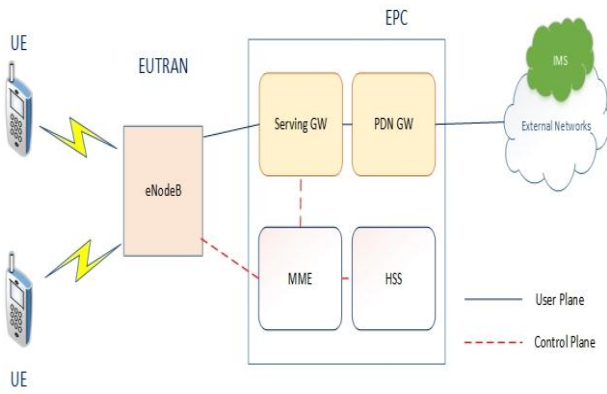 EPC
UE
EUTRAN
IMS
Serving GW
PDN GW
External Networks
eNodeB
MME
HSS
User Plane
Control Plane
UE